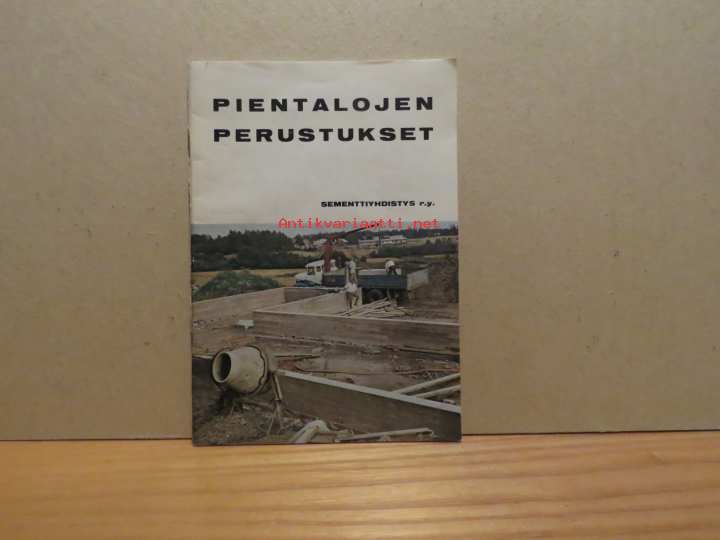 PIENTALOJEN
PERUSTUKSET
SEMENTTIYHDISTYS r.y.
Antikvariaatti.net